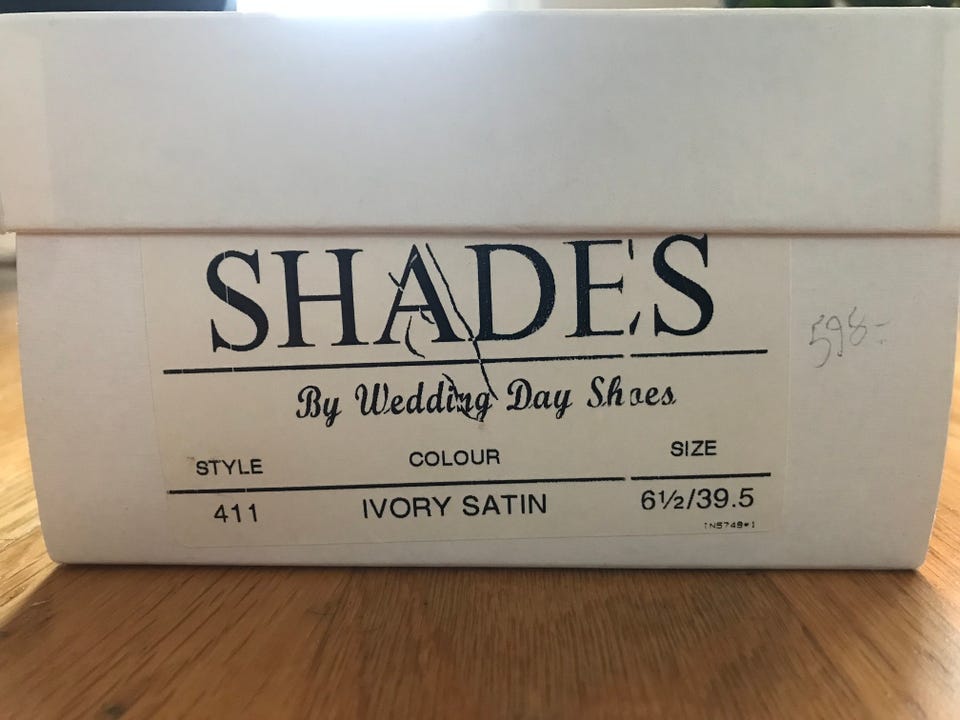 SHADES
By Wedding Day Shoes
STYLE COLOUR SIZE
411 IVORY SATIN 6½/39.5
598-